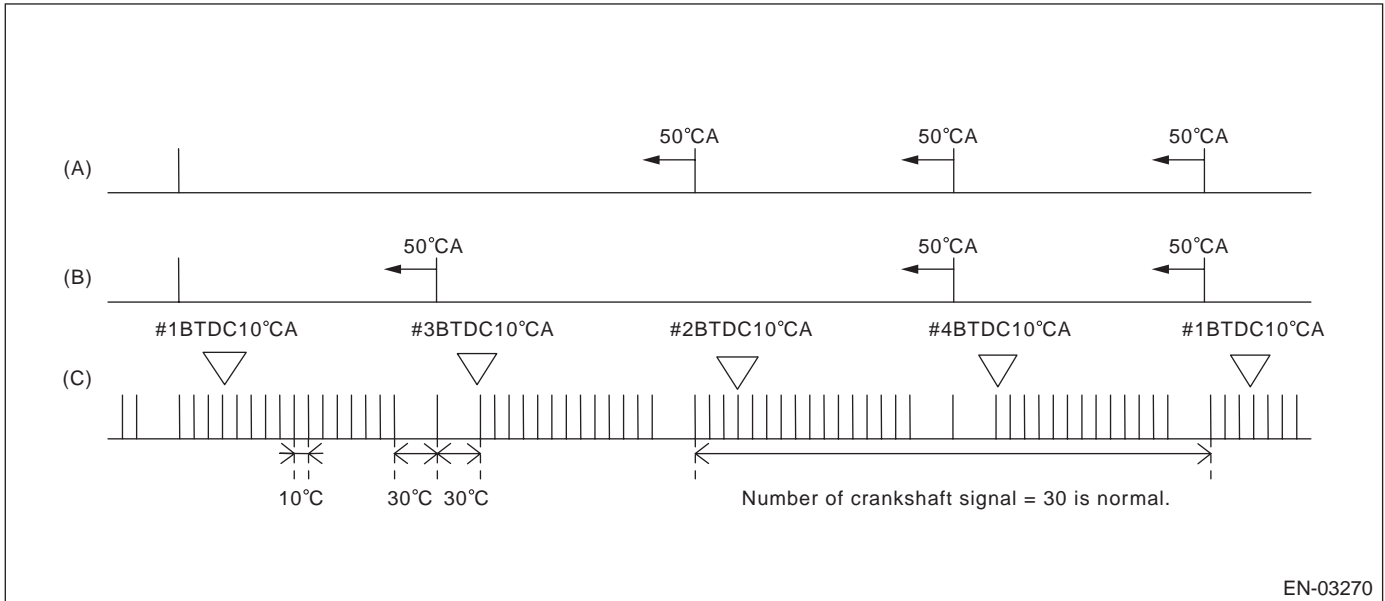 50°CA 50°CA 50°CA
(A)
50°CA 50°CA 50°CA
(B)
#1BTDC10°CA #3BTDC10°CA #2BTDC10°CA #4BTDC10°CA #1BTDC10°CA
(C)
10°C 30°C 30°C Number of crankshaft signal = 30 is normal.
EN-03270